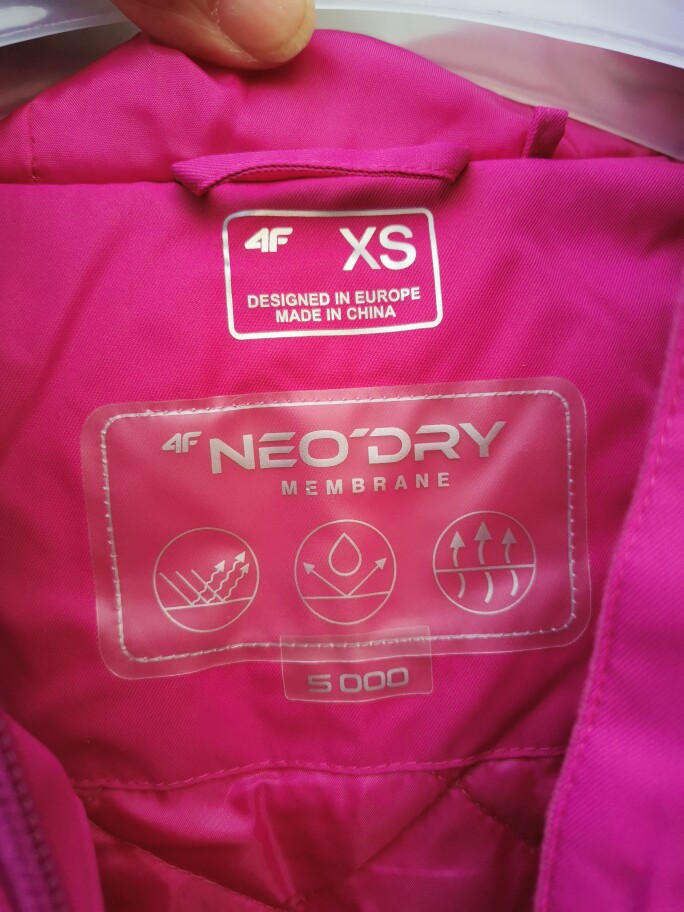 4F XS
DESIGNED IN EUROPE
MADE IN CHINA
4F NEO'DRY
MEMBRANE
5 000